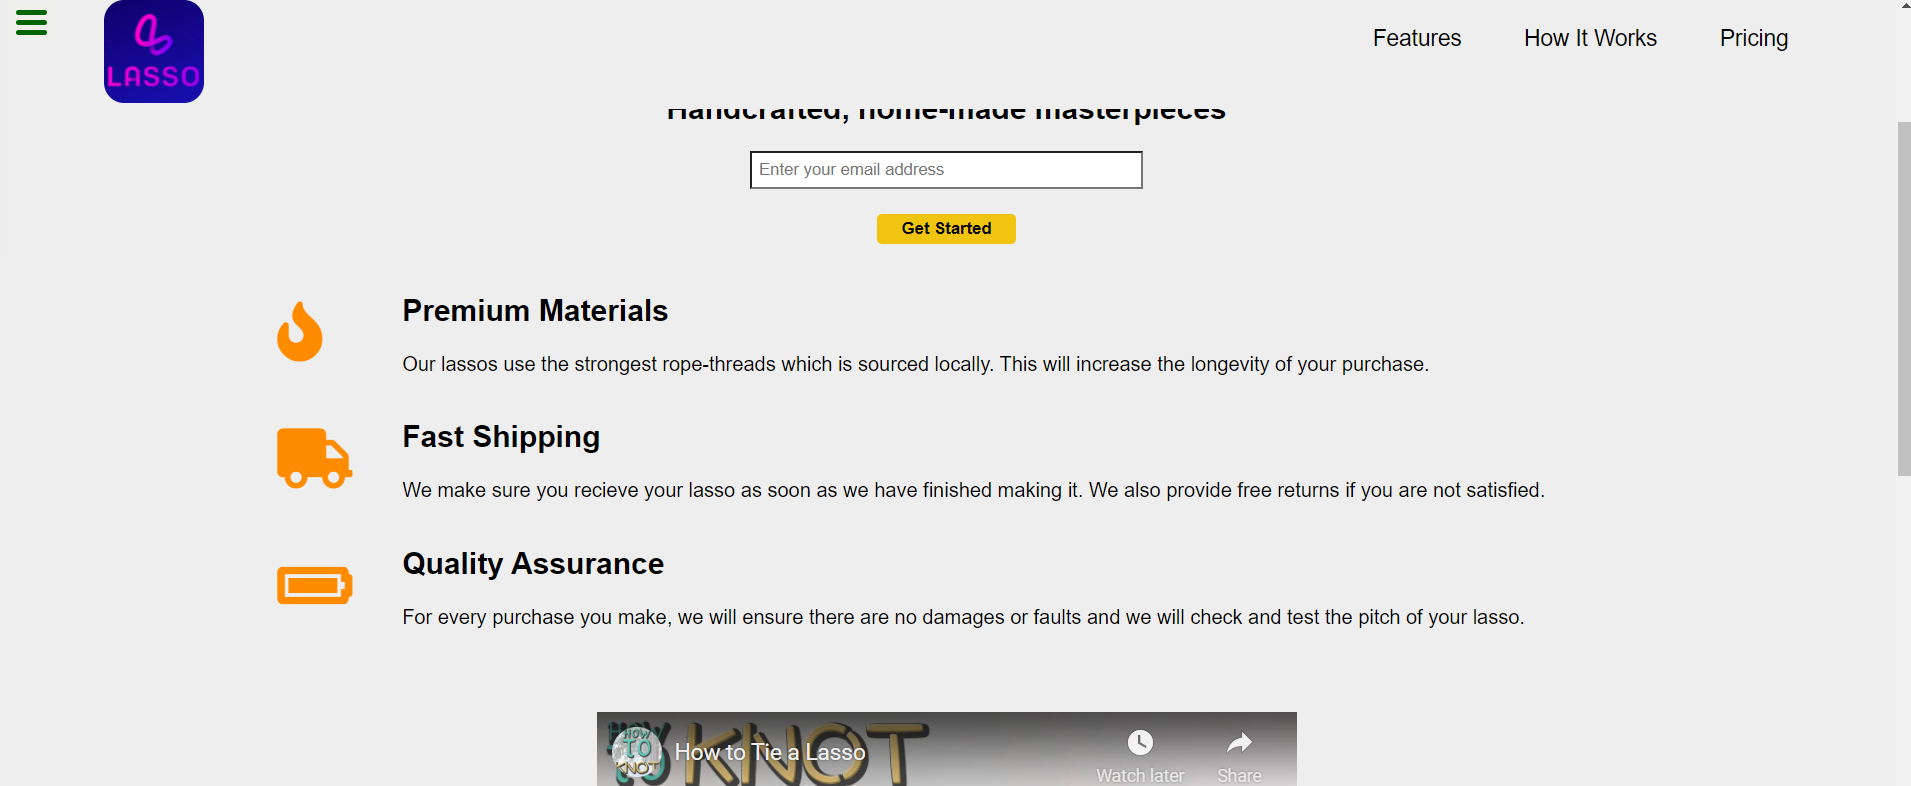 LASSO
Features How It Works Pricing
Handcrafted, home-made masterpieces
Enter your email address
Get Started
Premium Materials
Our lassos use the strongest rope-threads which is sourced locally. This will increase the longevity of your purchase.
Fast Shipping
We make sure you recieve your lasso as soon as we have finished making it. We also provide free returns if you are not satisfied.
Quality Assurance
For every purchase you make, we will ensure there are no damages or faults and we will check and test the pitch of your lasso.
HOW TO KNOT
How to Tie a Lasso
KNOT
Watch later Share